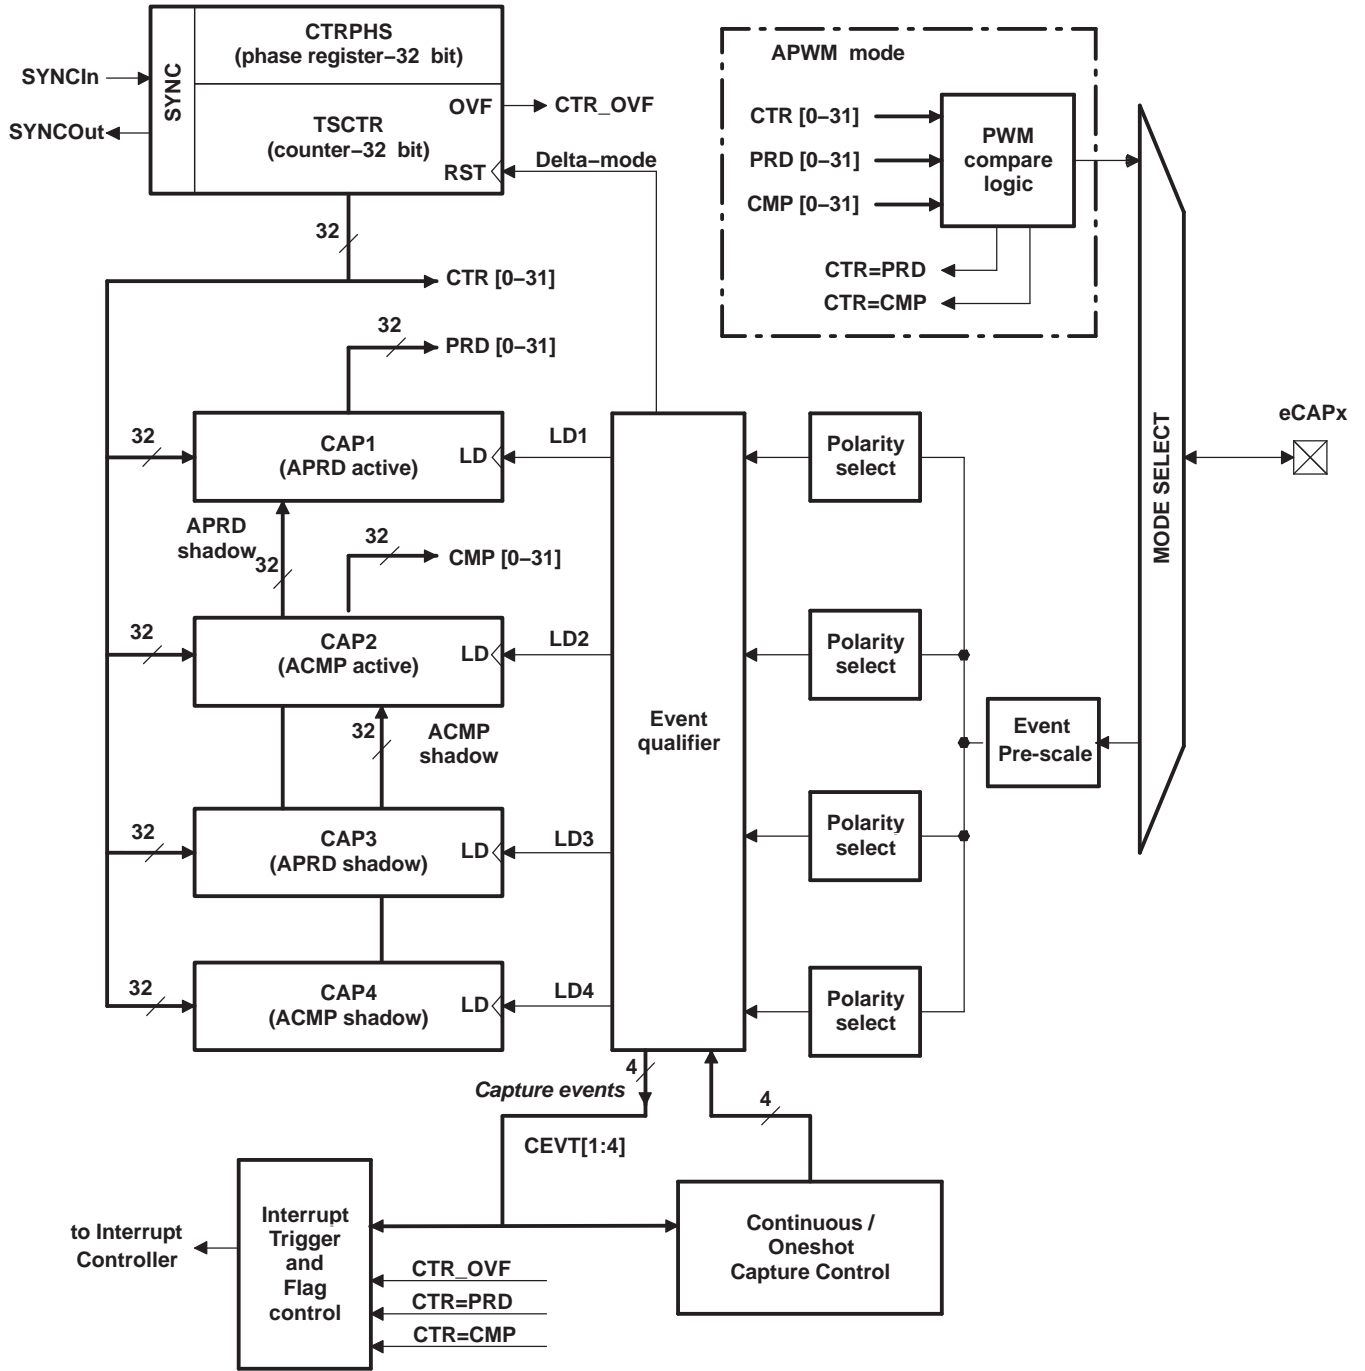 CTRPHS
(phase register−32 bit)
APWM mode
SYNCIn
SYNC
OVF
CTR_OVF
SYNCOut
TSCTR
(counter−32 bit)
RST
Delta−mode
CTR [0−31]
PRD [0−31]
CMP [0−31]
PWM
compare
logic
CTR=PRD
CTR=CMP
32
CTR [0−31]
32
PRD [0−31]
MODE SELECT
eCAPx
32
CAP1
(APRD active)
LD
LD1
Polarity
select
APRD
shadow
32
32
CMP [0−31]
32
CAP2
(ACMP active)
LD
LD2
Polarity
select
32
ACMP
shadow
Event
qualifier
Event
Pre-scale
32
CAP3
(APRD shadow)
LD
LD3
Polarity
select
32
CAP4
(ACMP shadow)
LD
LD4
Polarity
select
4
Capture events
4
CEVT[1:4]
to Interrupt
Controller
Interrupt
Trigger
and
Flag
control
Continuous /
Oneshot
Capture Control
CTR_OVF
CTR=PRD
CTR=CMP